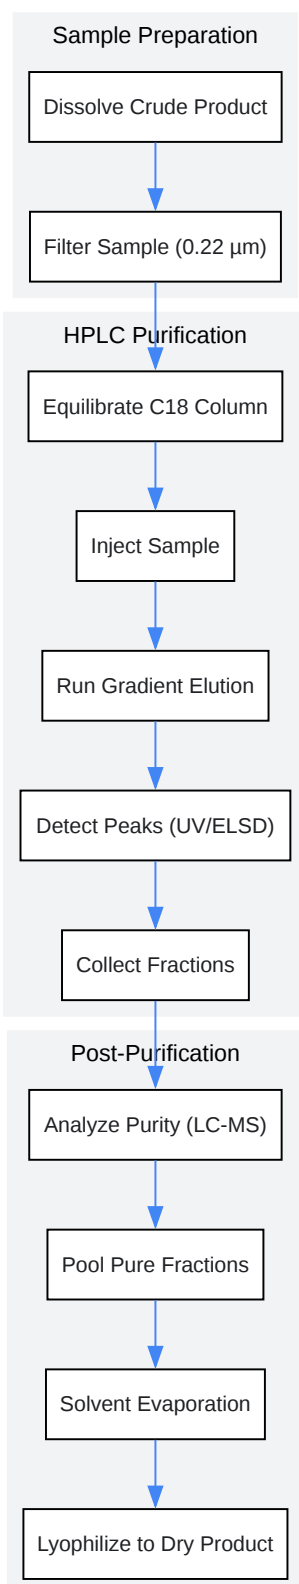 Sample Preparation
Dissolve Crude Product
Filter Sample (0.22 µm)
HPLC Purification
Equilibrate C18 Column
Inject Sample
Run Gradient Elution
Detect Peaks (UV/ELSD)
Collect Fractions
Post-Purification
Analyze Purity (LC-MS)
Pool Pure Fractions
Solvent Evaporation
Lyophilize to Dry Product